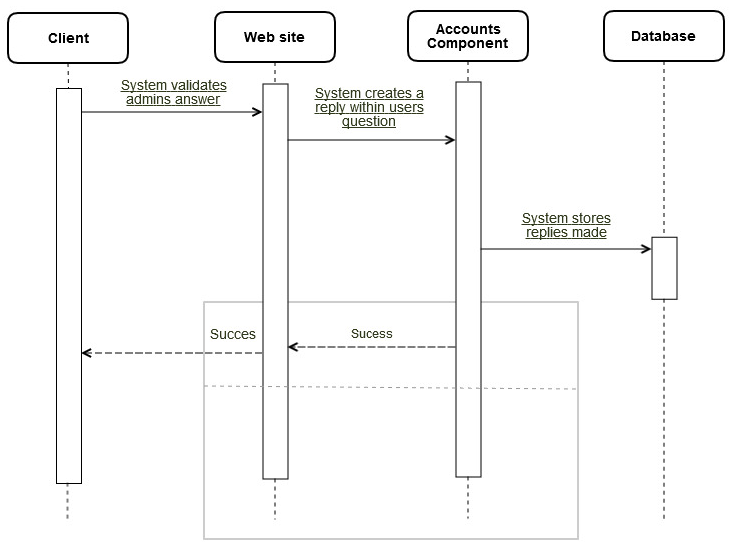 Client
Web site
Accounts
Component
Database
System validates
admins answer
System creates a
reply within users
question
System stores
replies made
Succes
Sucess